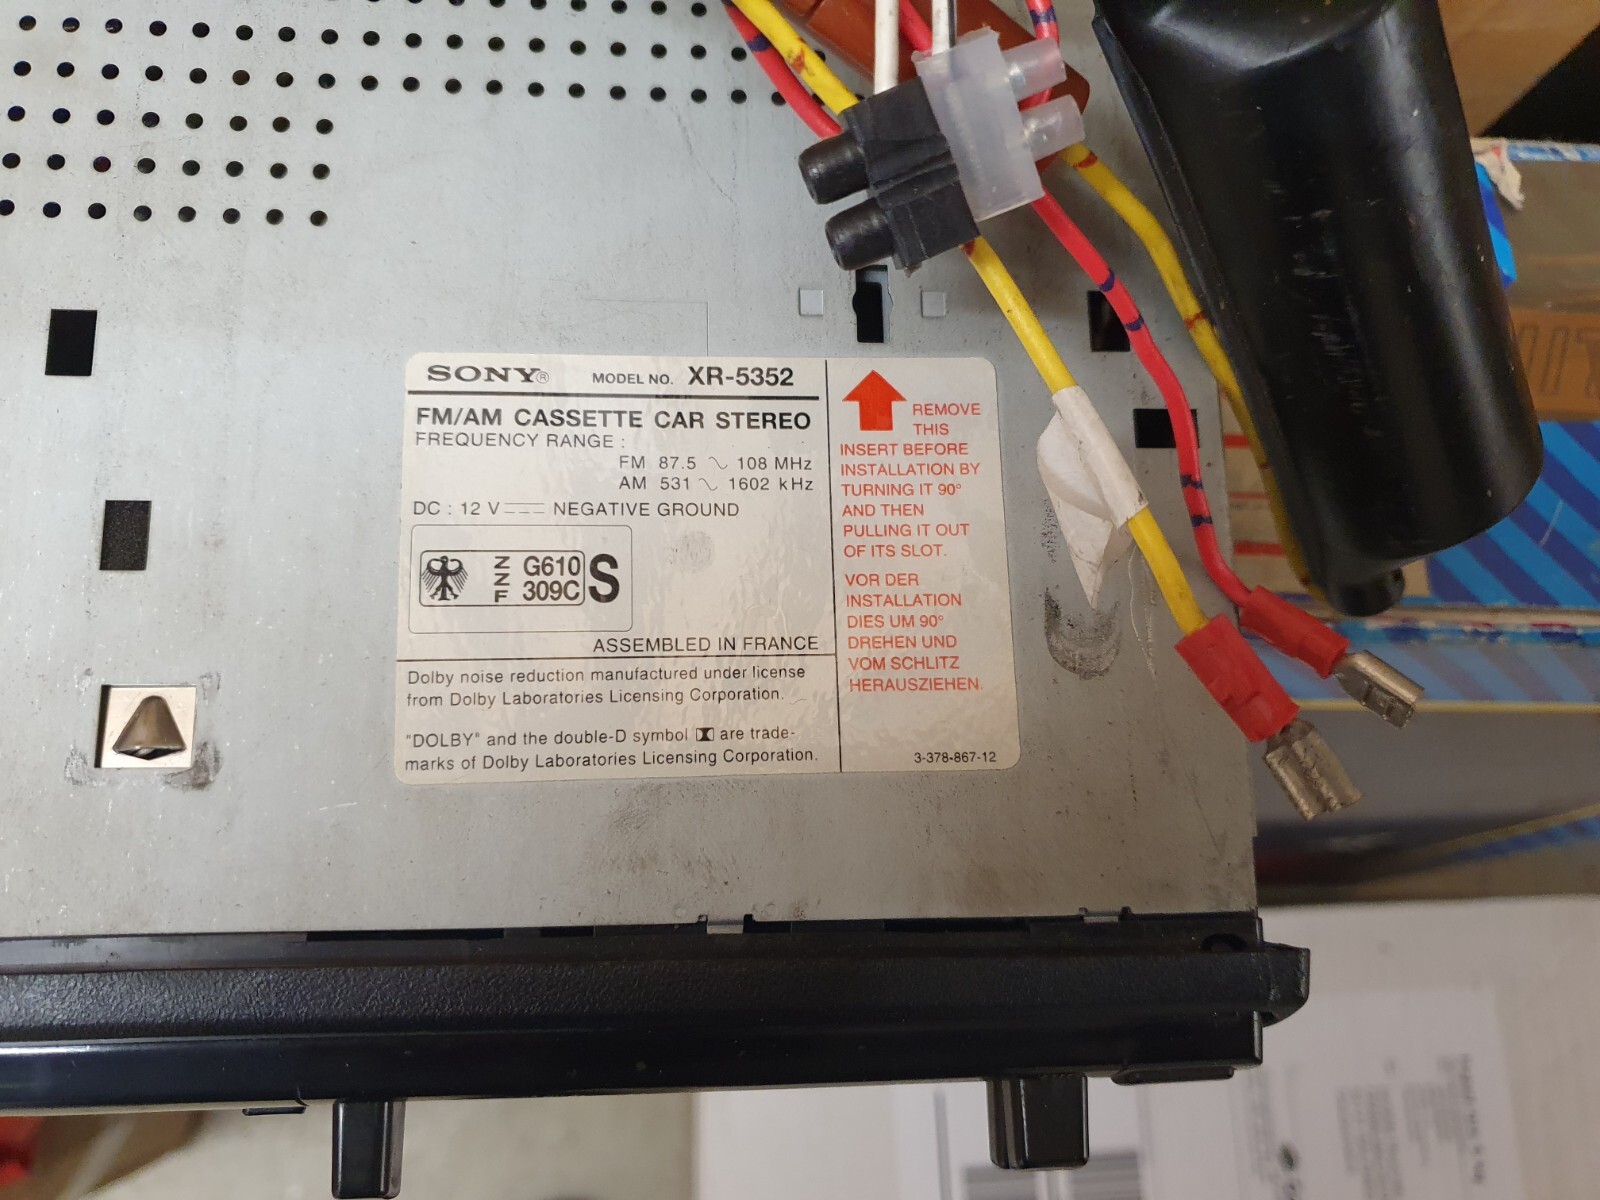 SONY® MODEL NO. XR-5352
FM/AM CASSETTE CAR STEREO
FREQUENCY RANGE :
FM 87.5 ~ 108 MHz
AM 531 ~ 1602 kHz
DC : 12 V ⎓ NEGATIVE GROUND
ZZF G610 309C S
ASSEMBLED IN FRANCE
Dolby noise reduction manufactured under license
from Dolby Laboratories Licensing Corporation.
"DOLBY" and the double-D symbol are trade-
marks of Dolby Laboratories Licensing Corporation.
REMOVE
THIS
INSERT BEFORE
INSTALLATION BY
TURNING IT 90°
AND THEN
PULLING IT OUT
OF ITS SLOT.
VOR DER
INSTALLATION
DIES UM 90°
DREHEN UND
VOM SCHLITZ
HERAUSZIEHEN.
3-378-867-12